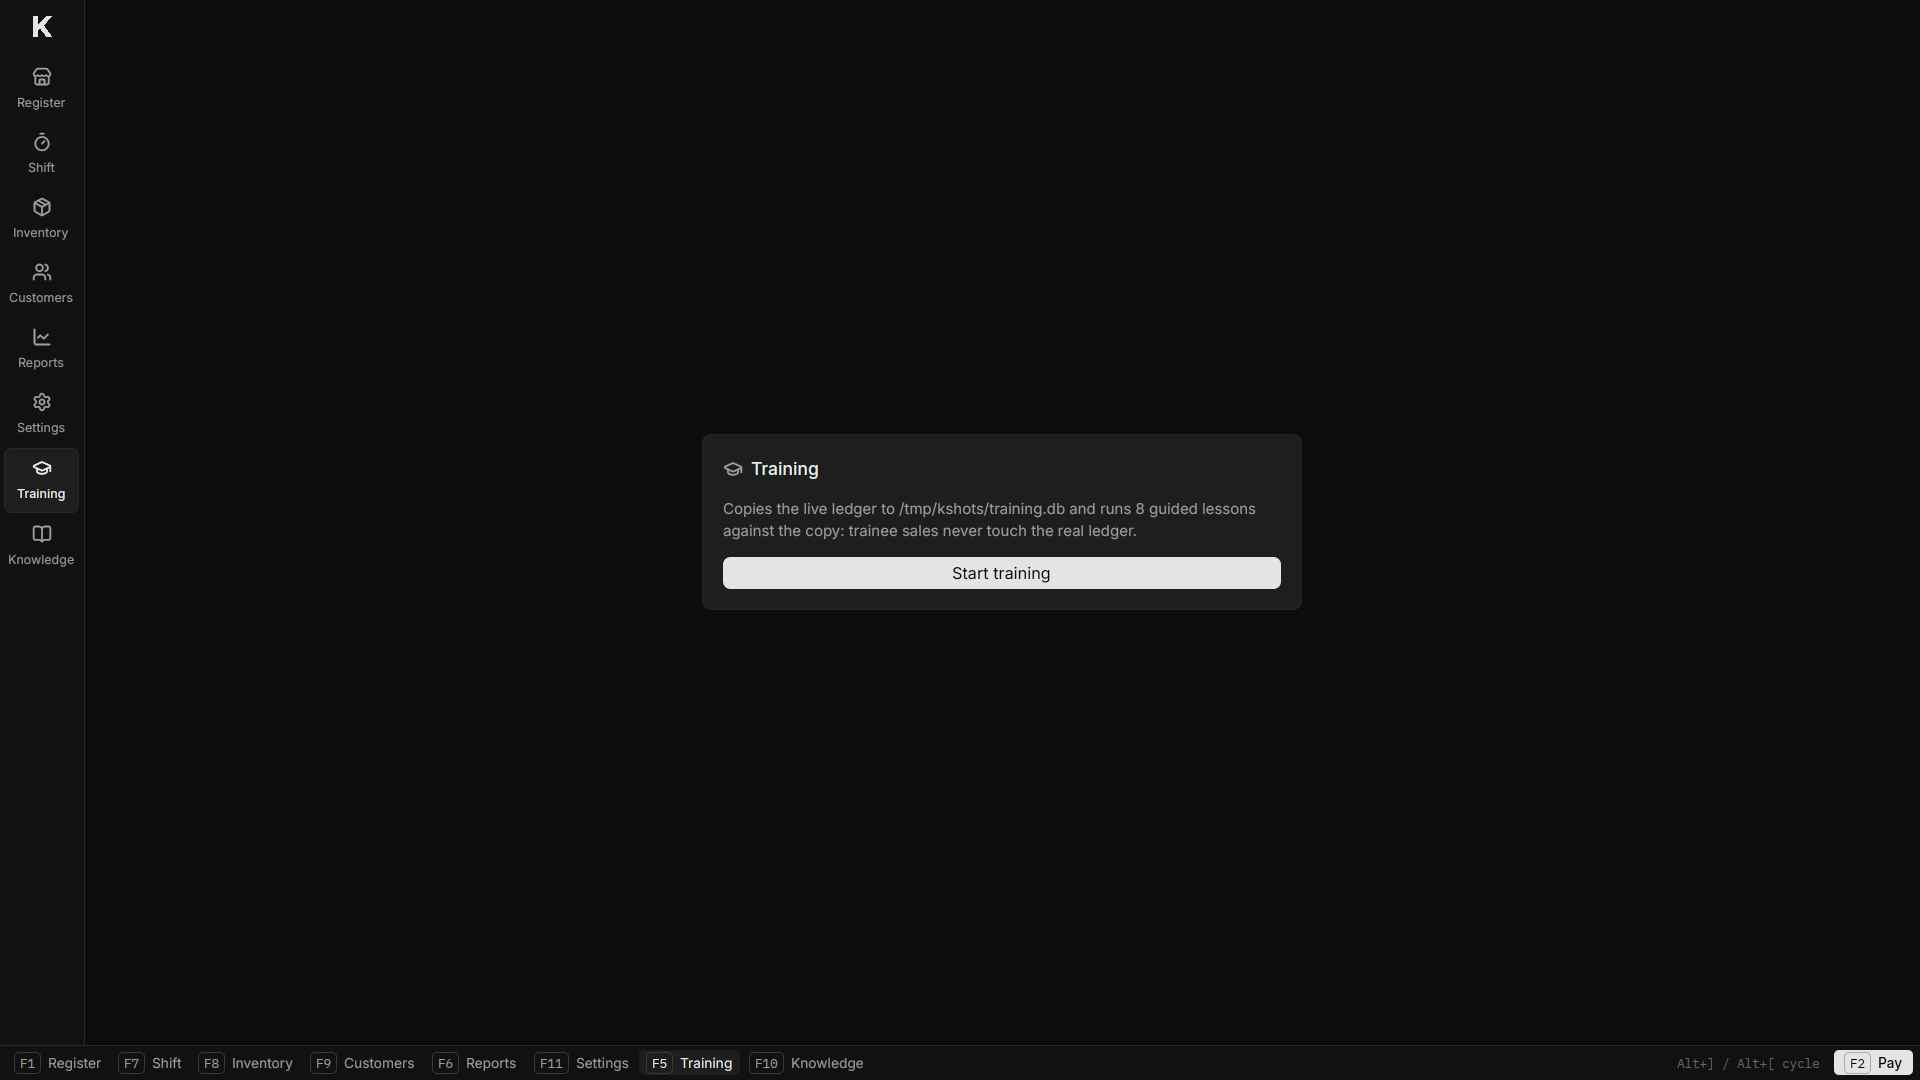 K
Register
Shift
Inventory
Customers
Reports
Settings
Training
Knowledge
Training
Copies the live ledger to /tmp/kshots/training.db and runs 8 guided lessons
against the copy: trainee sales never touch the real ledger.
Start training
F1 Register F7 Shift F8 Inventory F9 Customers F6 Reports F11 Settings F5 Training F10 Knowledge Alt+] / Alt+[ cycle F2 Pay